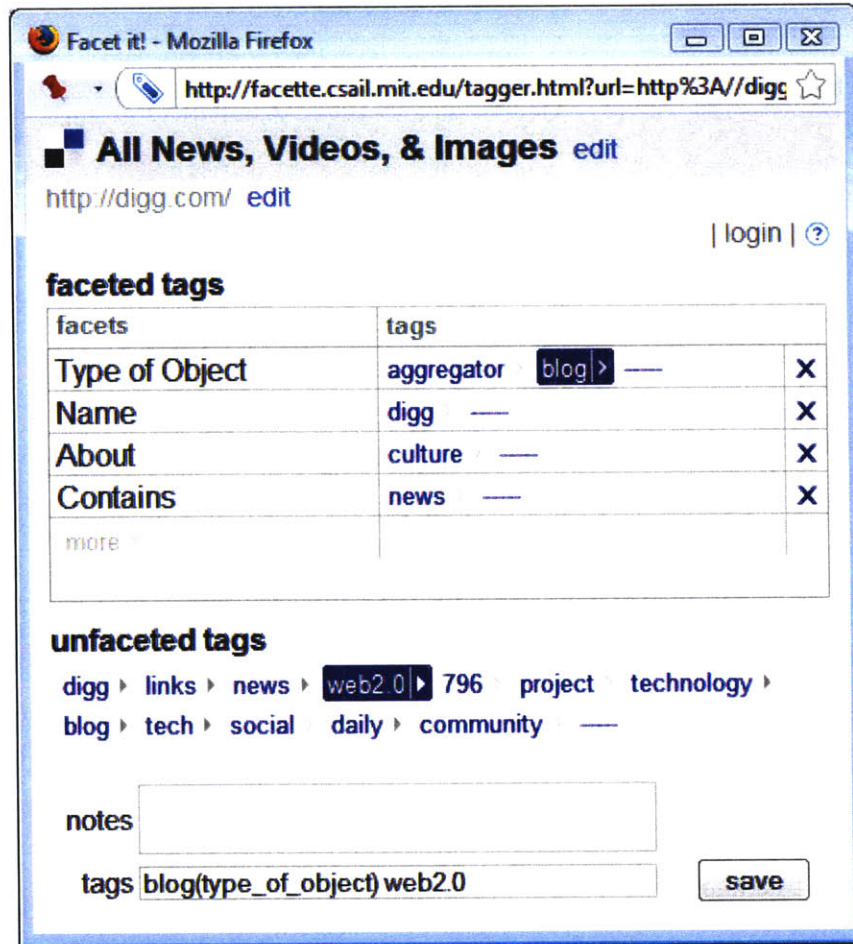 Facet it! - Mozilla Firefox
http://facette.csail.mit.edu/tagger.html?url=http%3A//digg
All News, Videos, & Images edit
http://digg.com/ edit
| login | ?
faceted tags
facets tags
Type of Object aggregator blog > —— X
Name digg —— X
About culture —— X
Contains news —— X
more
unfaceted tags
digg links news web2.0 796 project technology
blog tech social daily community ——
notes
tags blog(type_of_object) web2.0 save